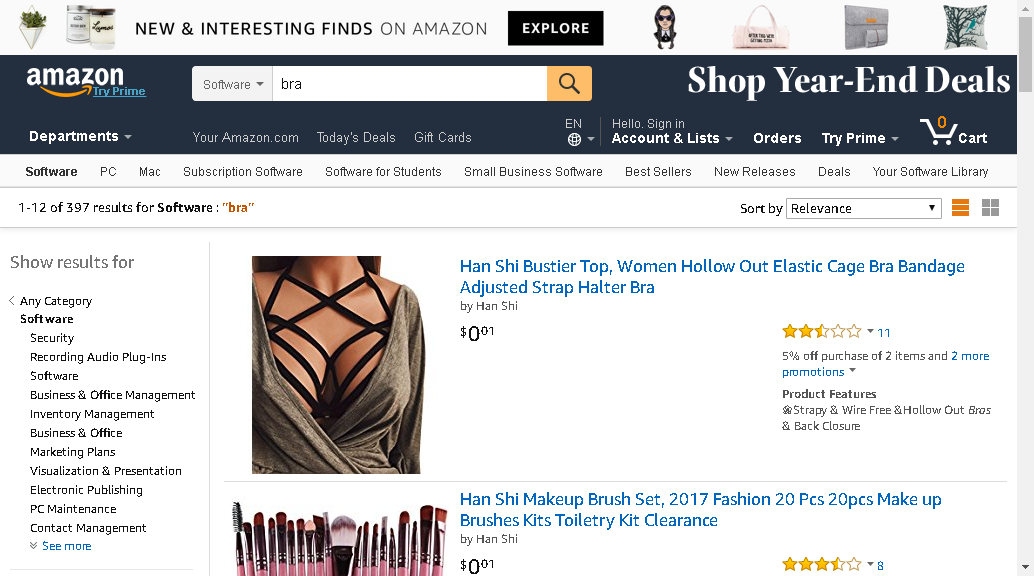 NEW & INTERESTING FINDS ON AMAZON EXPLORE
amazon
Try Prime
Software
bra
Shop Year-End Deals
Departments
Your Amazon.com
Today's Deals
Gift Cards
EN
Hello. Sign in
Account & Lists
Orders
Try Prime
0
Cart
Software PC Mac Subscription Software Software for Students Small Business Software Best Sellers New Releases Deals Your Software Library
1-12 of 397 results for Software : "bra"
Sort by Relevance
Show results for
Any Category
Software
Security
Recording Audio Plug-Ins
Software
Business & Office Management
Inventory Management
Business & Office
Marketing Plans
Visualization & Presentation
Electronic Publishing
PC Maintenance
Contact Management
See more
Han Shi Bustier Top, Women Hollow Out Elastic Cage Bra Bandage
Adjusted Strap Halter Bra
by Han Shi
$0.01
11
5% off purchase of 2 items and 2 more
promotions
Product Features
❀Strapy & Wire Free &Hollow Out Bras
& Back Closure
Han Shi Makeup Brush Set, 2017 Fashion 20 Pcs 20pcs Make up
Brushes Kits Toiletry Kit Clearance
by Han Shi
$0.01
8